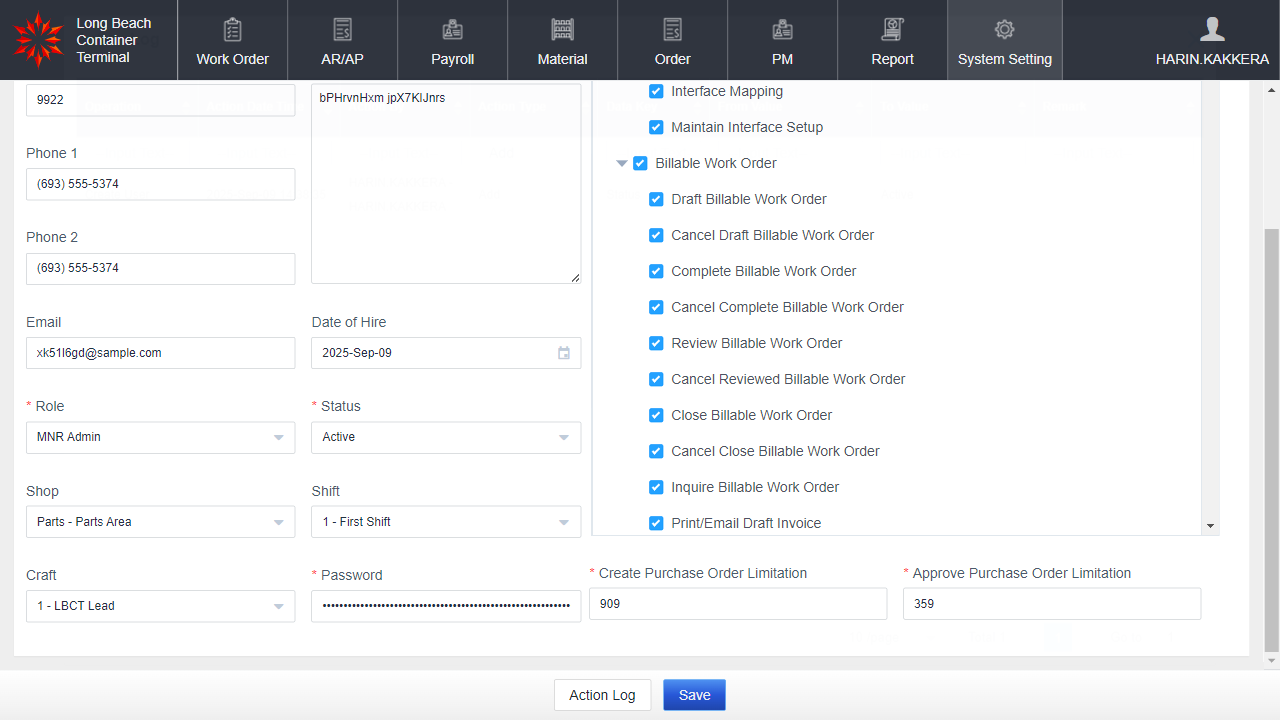 Long Beach
Container
Terminal
Work Order
AR/AP
Payroll
Material
Order
PM
Report
System Setting
HARIN.KAKKERA
9922
bPHrvnHxm jpX7KlJnrs
Phone 1
(693) 555-5374
Phone 2
(693) 555-5374
Email
xk51l6gd@sample.com
Date of Hire
2025-Sep-09
* Role
MNR Admin
* Status
Active
Shop
Parts - Parts Area
Shift
1 - First Shift
Craft
1 - LBCT Lead
* Password
Interface Mapping
Maintain Interface Setup
Billable Work Order
Draft Billable Work Order
Cancel Draft Billable Work Order
Complete Billable Work Order
Cancel Complete Billable Work Order
Review Billable Work Order
Cancel Reviewed Billable Work Order
Close Billable Work Order
Cancel Close Billable Work Order
Inquire Billable Work Order
Print/Email Draft Invoice
* Create Purchase Order Limitation
909
* Approve Purchase Order Limitation
359
Action Log
Save